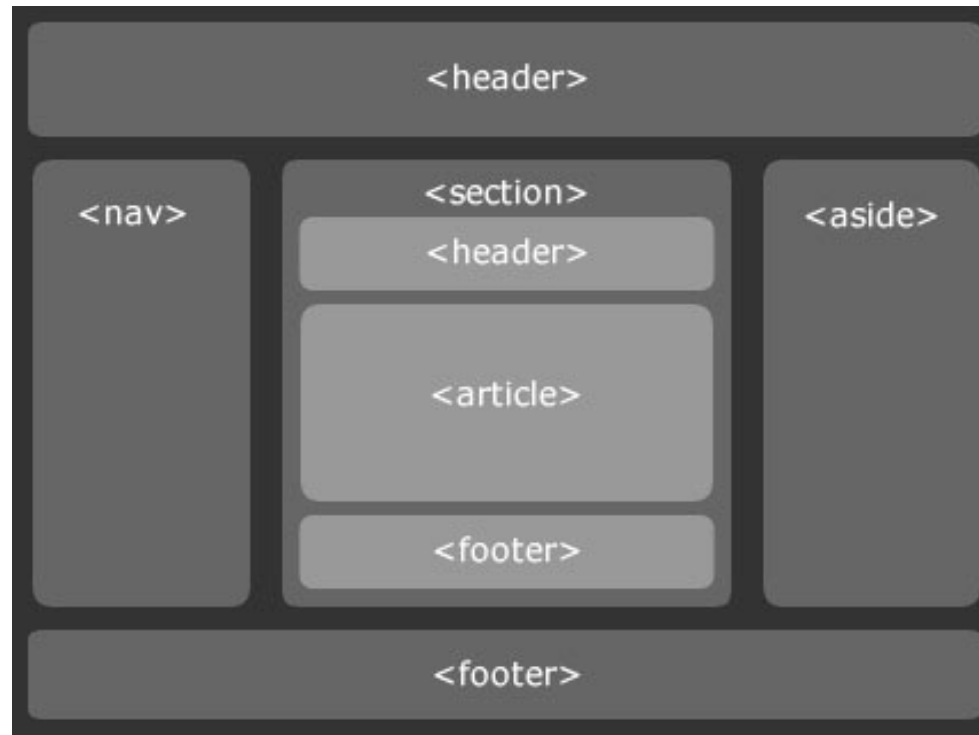 <header>
<nav>
<section>
<header>
<article>
<footer>
<aside>
<footer>